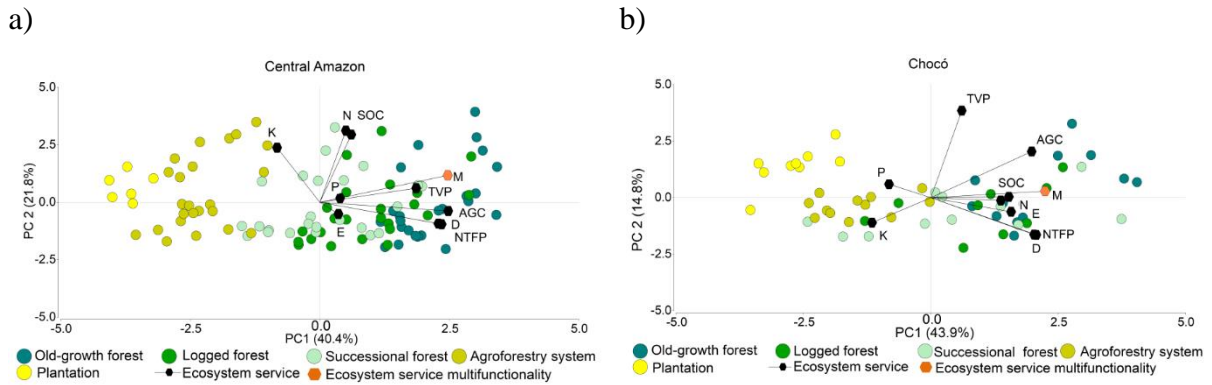 a)
Central Amazon
5.0
2.5
0.0
-2.5
-5.0
PC 2 (21.8%)
K
N
SOC
P
M
TVP
AGC
E
D
NTFP
-5.0
-2.5
0.0
2.5
5.0
PC1 (40.4%)
Old-growth forest
Logged forest
Successional forest
Agroforestry system
Plantation
Ecosystem service
Ecosystem service multifunctionality
b)
Chocó
5.0
2.5
0.0
-2.5
-5.0
PC 2 (14.8%)
TVP
AGC
P
SOC
M
N
E
K
NTFP
D
-5.0
-2.5
0.0
2.5
5.0
PC1 (43.9%)
Old-growth forest
Logged forest
Successional forest
Agroforestry system
Plantation
Ecosystem service
Ecosystem service multifunctionality